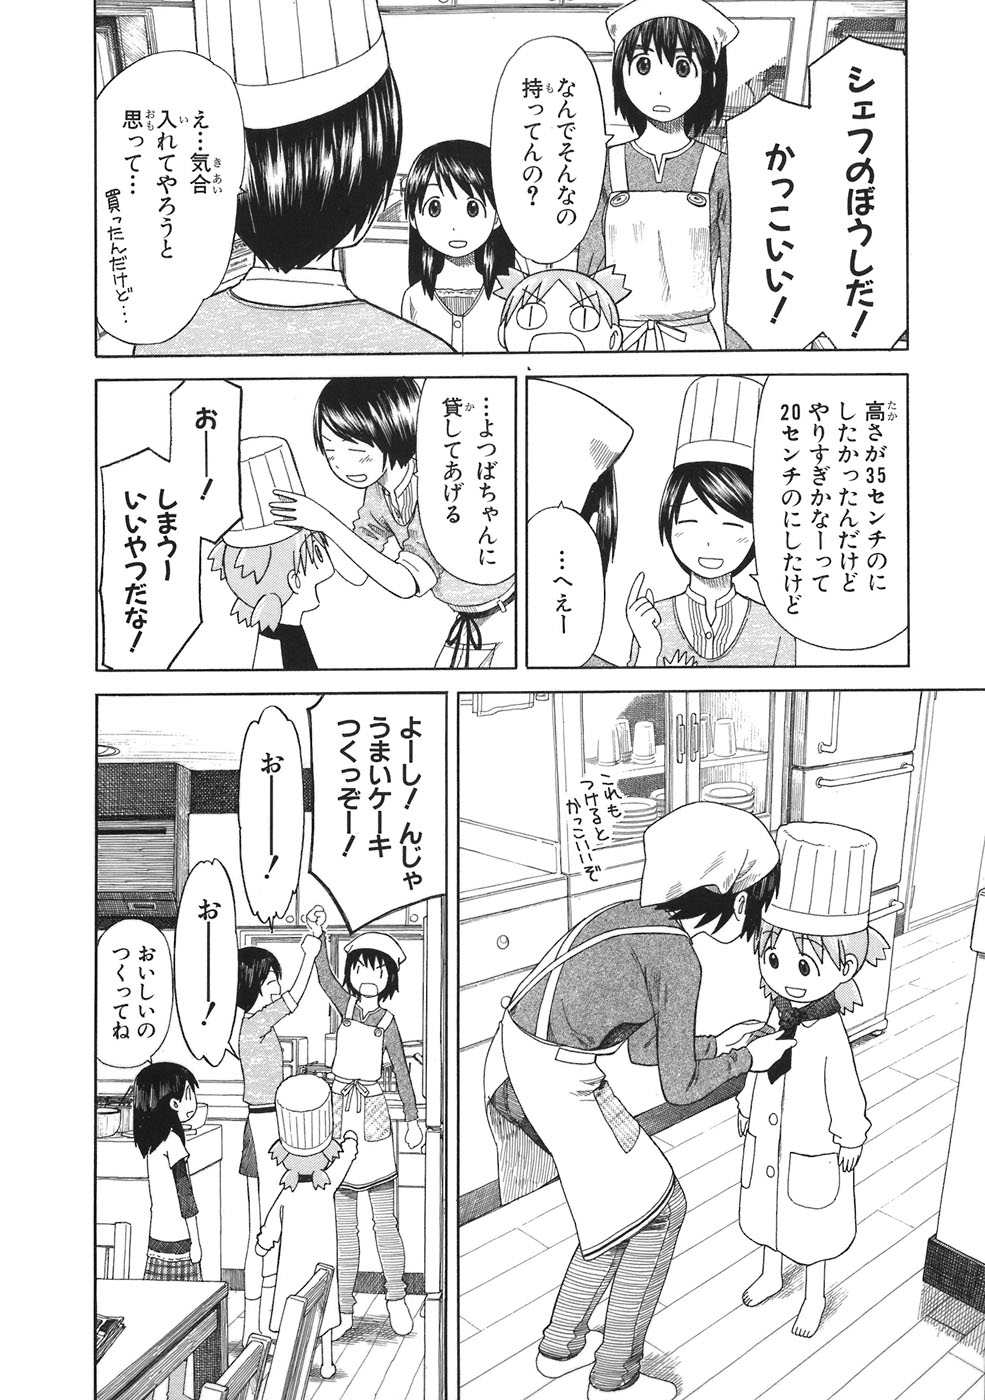 シェフのぼうしだ！
かっこいい！
なんでそんなの
持ってんの？
え…気合
入れてやろうと
思って…
買ったんだけど…
高さが35センチのに
したかったんだけど
やりすぎかなーって
20センチのにしたけど
…へえー
…よつばちゃんに
貸してあげる
おーー！
しまうー
いいやつだな！
これも
つけると
かっこいいぞ
よーし！んじゃ
うまいケーキ
つくっぞー！
おーーー！
おーーー！
おいしいの
つくってね